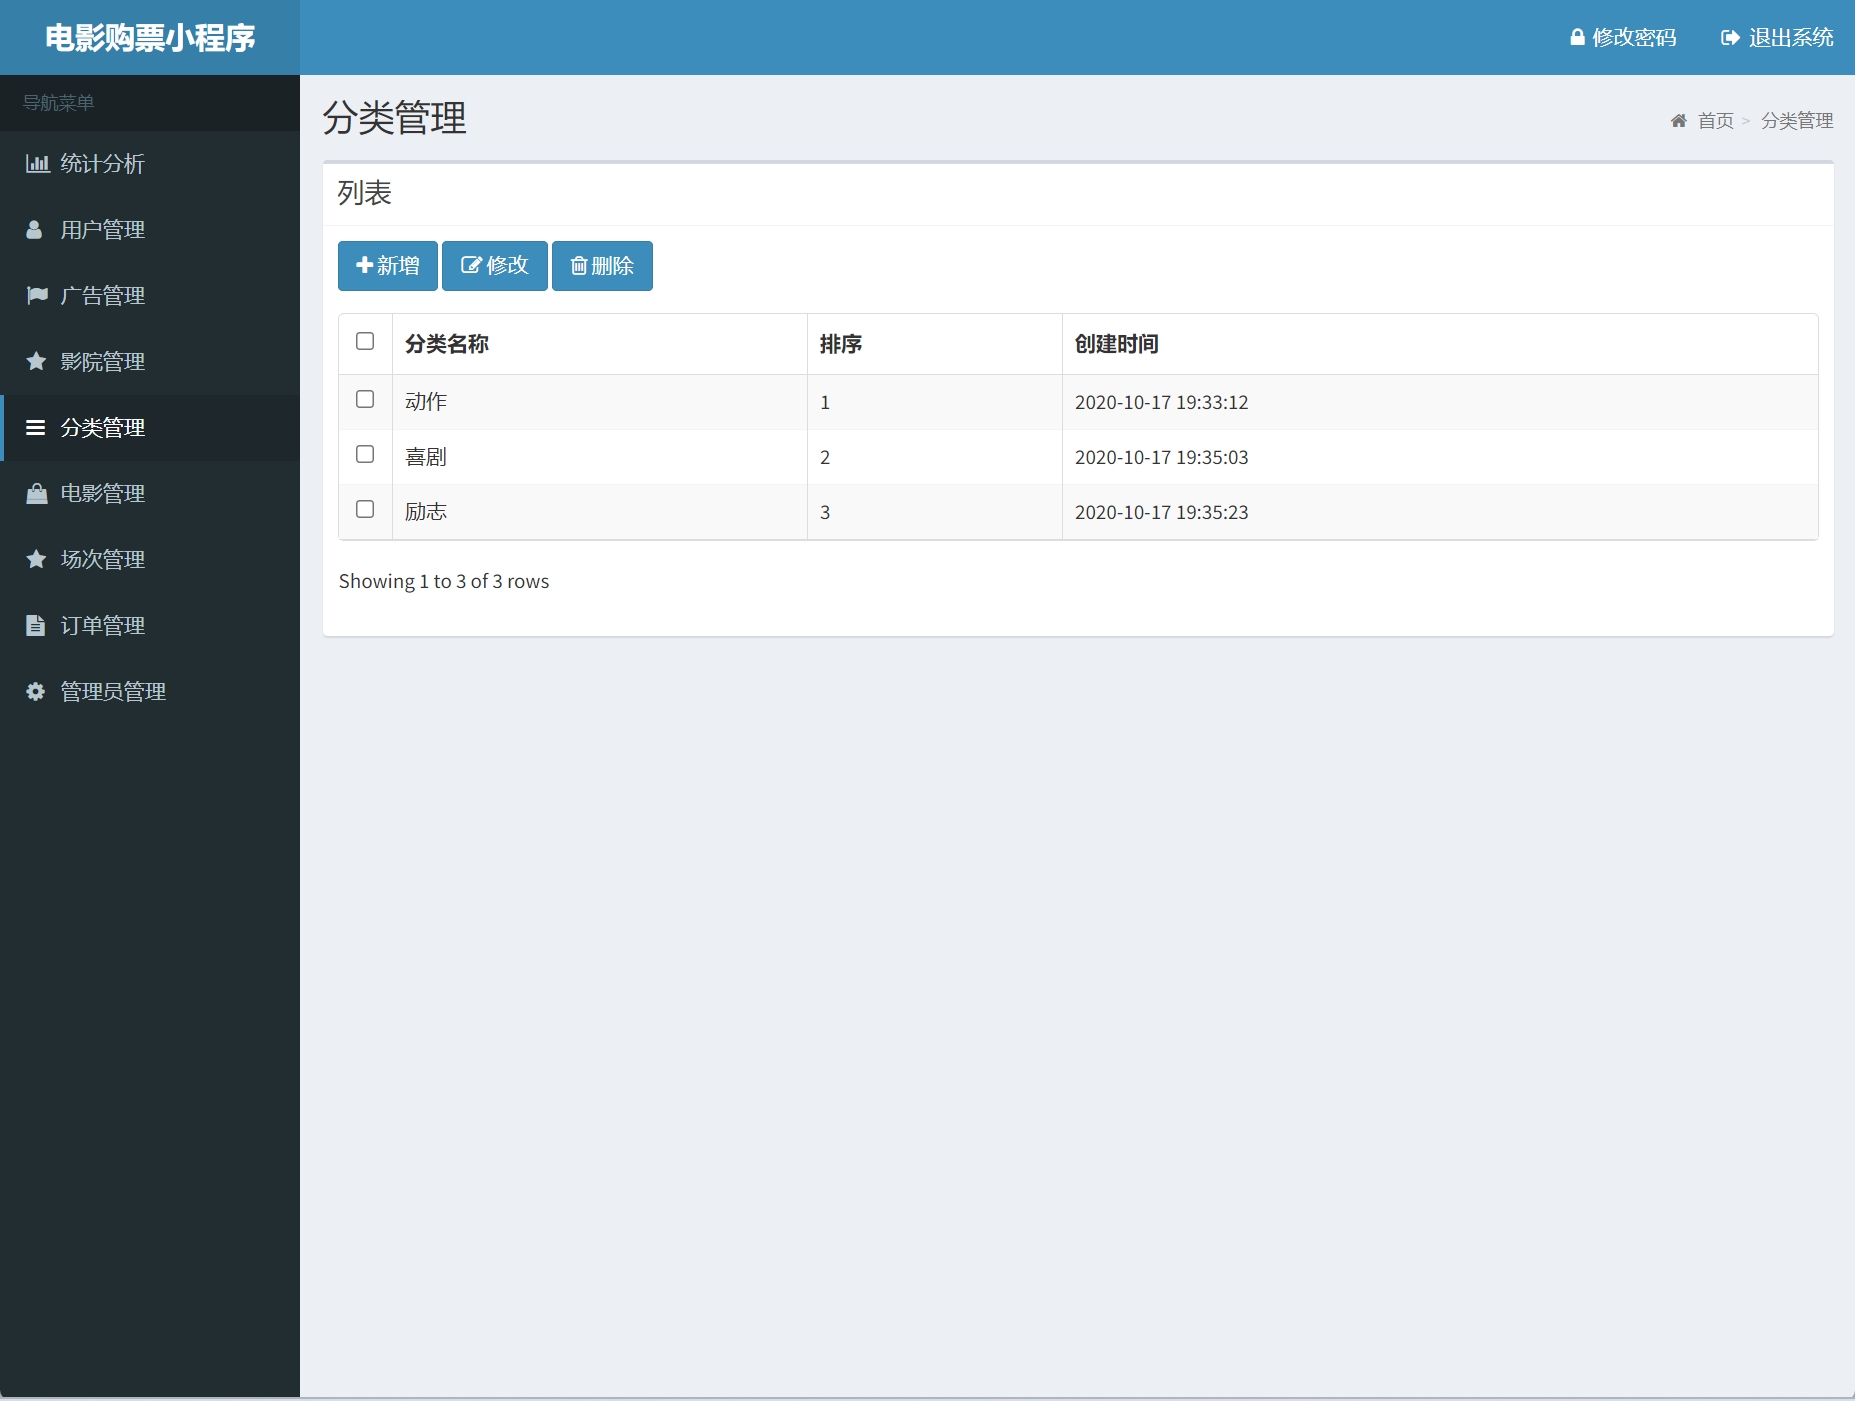 电影购票小程序
修改密码 退出系统
导航菜单
统计分析
用户管理
广告管理
影院管理
分类管理
电影管理
场次管理
订单管理
管理员管理
分类管理
首页 > 分类管理
列表
新增 修改 删除
分类名称 排序 创建时间
动作 1 2020-10-17 19:33:12
喜剧 2 2020-10-17 19:35:03
励志 3 2020-10-17 19:35:23
Showing 1 to 3 of 3 rows